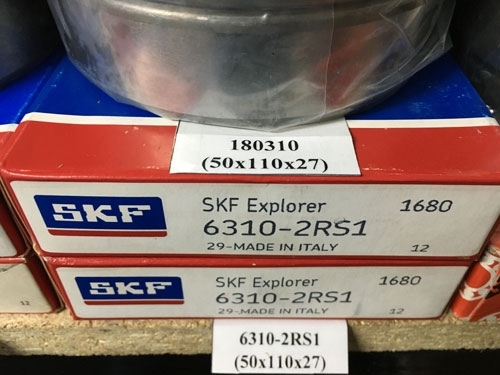 180310
(50x110x27)
SKF
SKF Explorer 1680
6310-2RS1
29-MADE IN ITALY 12
SKF
SKF Explorer 1680
6310-2RS1
29-MADE IN ITALY 12
12
6310-2RS1
(50x110x27)